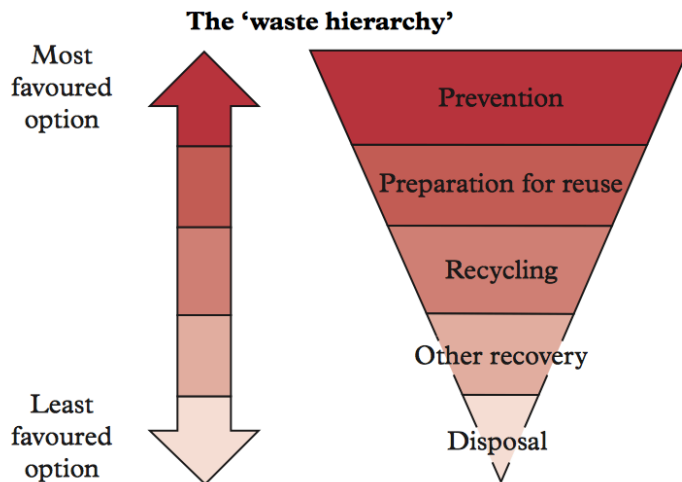 The ‘waste hierarchy’
Most
favoured
option
Prevention
Preparation for reuse
Recycling
Other recovery
Least
favoured
option
Disposal